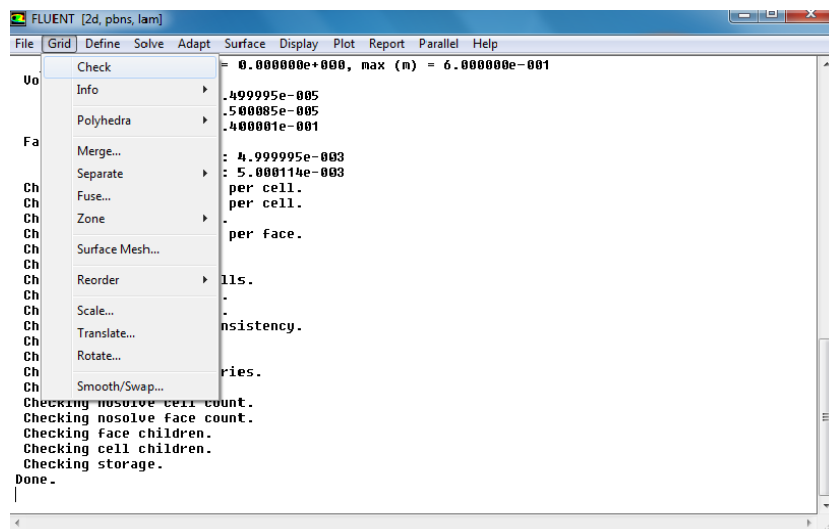 FLUENT [2d, pbns, lam]
File Grid Define Solve Adapt Surface Display Plot Report Parallel Help
Check
Info
Polyhedra
Merge...
Separate
Fuse...
Zone
Surface Mesh...
Reorder
Scale...
Translate...
Rotate...
Smooth/Swap...
= 0.000000e+000, max (m) = 6.000000e-001
Vo
.499995e-005
.500085e-005
.400001e-001
Fa
: 4.999995e-003
: 5.000114e-003
Ch per cell.
Ch per cell.
Ch .
Ch per face.
Ch
Ch
Ch lls.
Ch .
Ch .
Ch nsistency.
Ch
Ch
Ch ries.
Ch
Checking nosolve cell count.
Checking nosolve face count.
Checking face children.
Checking cell children.
Checking storage.
Done.